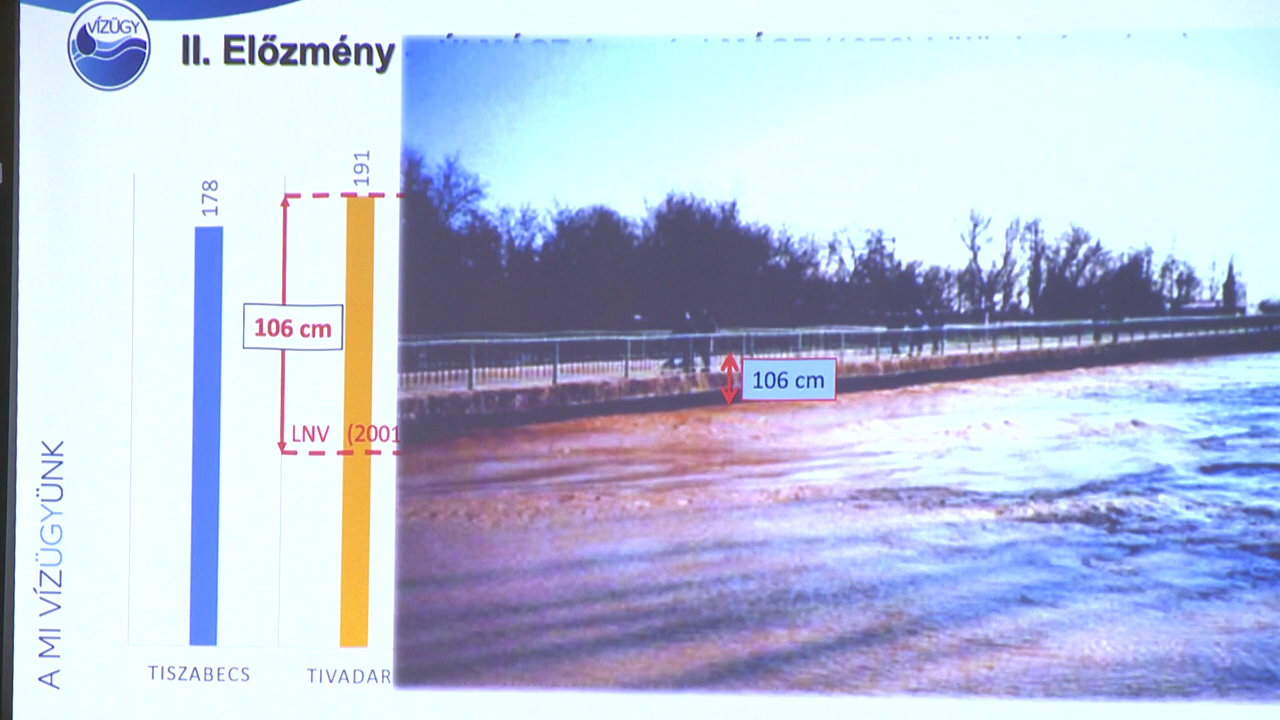 VÍZÜGY
II. Előzmény
178
191
106 cm
106 cm
LNV (2001
A MI VÍZÜGYÜNK
TISZABECS
TIVADAR